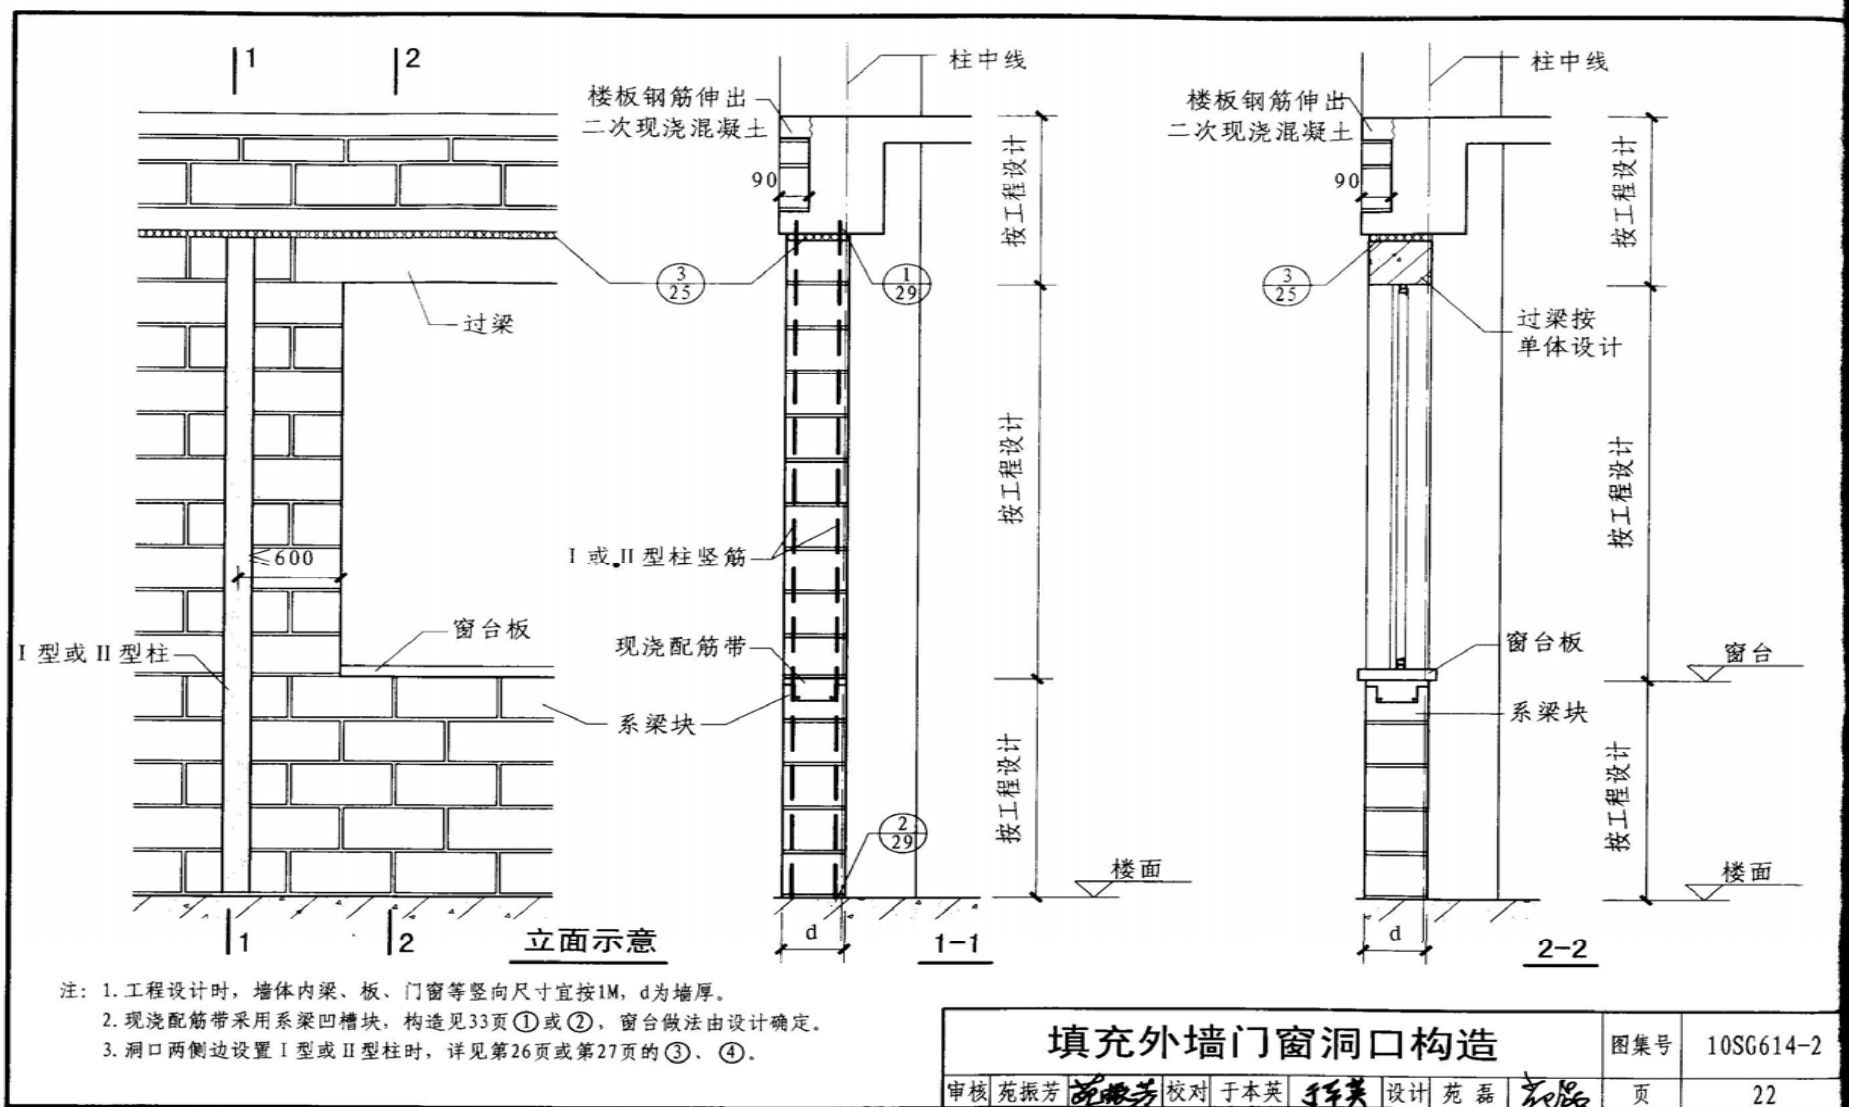 1
2
柱中线
柱中线
楼板钢筋伸出
二次现浇混凝土
楼板钢筋伸出
二次现浇混凝土
90
90
按工程设计
按工程设计
3
25
1
29
3
25
过梁
过梁按
单体设计
按工程设计
按工程设计
≤600
I 或 II 型柱竖筋
窗台板
现浇配筋带
窗台板
窗台
I 型或 II 型柱
系梁块
系梁块
按工程设计
按工程设计
2
29
楼面
楼面
1
2
立面示意
d
1-1
d
2-2
注: 1. 工程设计时, 墙体内梁、板、门窗等竖向尺寸宜按1M, d为墙厚。
2. 现浇配筋带采用系梁凹槽块, 构造见33页①或②, 窗台做法由设计确定。
3. 洞口两侧边设置 I 型或 II 型柱时, 详见第26页或第27页的③、④。
填充外墙门窗洞口构造
图集号
10SG614-2
审核 苑振芳 苑振芳 校对 于本英 于本英 设计 苑磊 苑磊 页 22